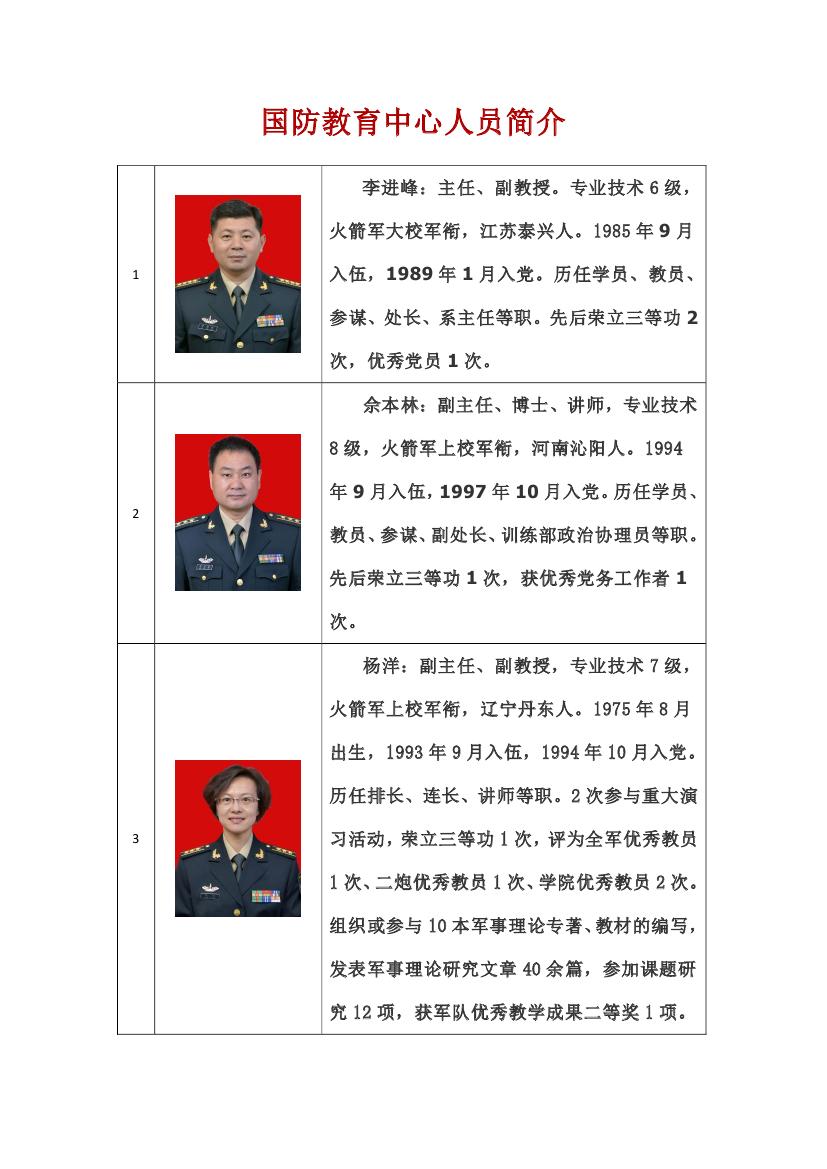 国防教育中心人员简介
1
李进峰：主任、副教授。专业技术 6 级，
火箭军大校军衔，江苏泰兴人。1985 年 9 月
入伍，1989 年 1 月入党。历任学员、教员、
参谋、处长、系主任等职。先后荣立三等功 2
次，优秀党员 1 次。
2
余本林：副主任、博士、讲师，专业技术
8 级，火箭军上校军衔，河南沁阳人。1994
年 9 月入伍，1997 年 10 月入党。历任学员、
教员、参谋、副处长、训练部政治协理员等职。
先后荣立三等功 1 次，获优秀党务工作者 1
次。
3
杨洋：副主任、副教授，专业技术 7 级，
火箭军上校军衔，辽宁丹东人。1975 年 8 月
出生，1993 年 9 月入伍，1994 年 10 月入党。
历任排长、连长、讲师等职。2 次参与重大演
习活动，荣立三等功 1 次，评为全军优秀教员
1 次、二炮优秀教员 1 次、学院优秀教员 2 次。
组织或参与 10 本军事理论专著、教材的编写，
发表军事理论研究文章 40 余篇，参加课题研
究 12 项，获军队优秀教学成果二等奖 1 项。